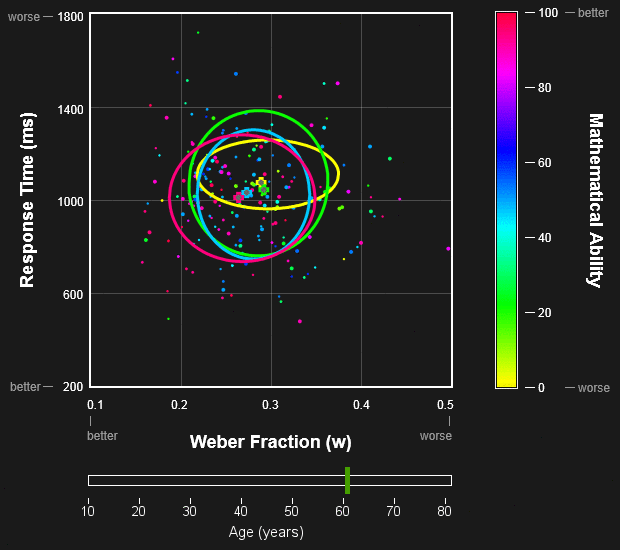 worse
1800
1400
1000
600
better
200
Response Time (ms)
0.1
0.2
0.3
0.4
0.5
better
worse
Weber Fraction (w)
100
better
80
60
40
20
0
worse
Mathematical Ability
10
20
30
40
50
60
70
80
Age (years)